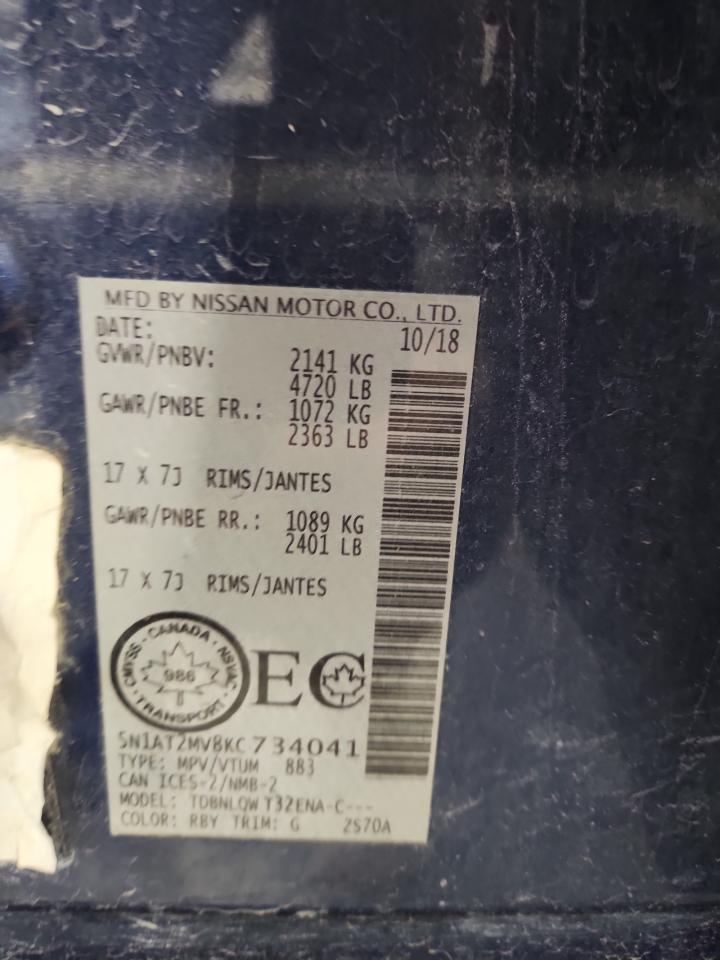 MFD BY NISSAN MOTOR CO., LTD.
DATE: 10/18
GVWR/PNBV: 2141 KG
4720 LB
GAWR/PNBE FR.: 1072 KG
2363 LB
17 X 7J RIMS/JANTES
GAWR/PNBE RR.: 1089 KG
2401 LB
17 X 7J RIMS/JANTES
CANADA · NSVAC · TRANSPORT · CMVSS ·
986
EC
5N1AT2MV8KC734041
TYPE: MPV/VTUM 883
CAN ICES-2/NMB-2
MODEL: TDBNLQW T32ENA-C---
COLOR: RBY TRIM: G 2S70A